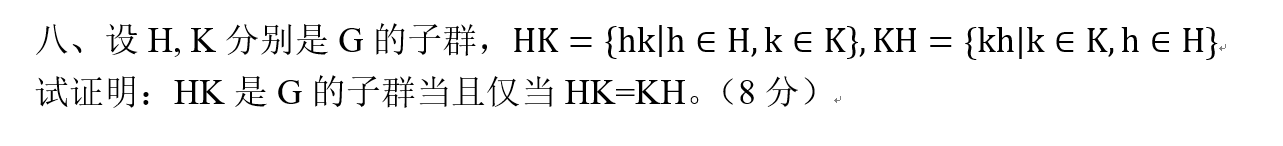 八、设 H, K 分别是 G 的子群，HK = {hk|h ∈ H, k ∈ K}, KH = {kh|k ∈ K, h ∈ H}
试证明：HK 是 G 的子群当且仅当 HK=KH。（8 分）